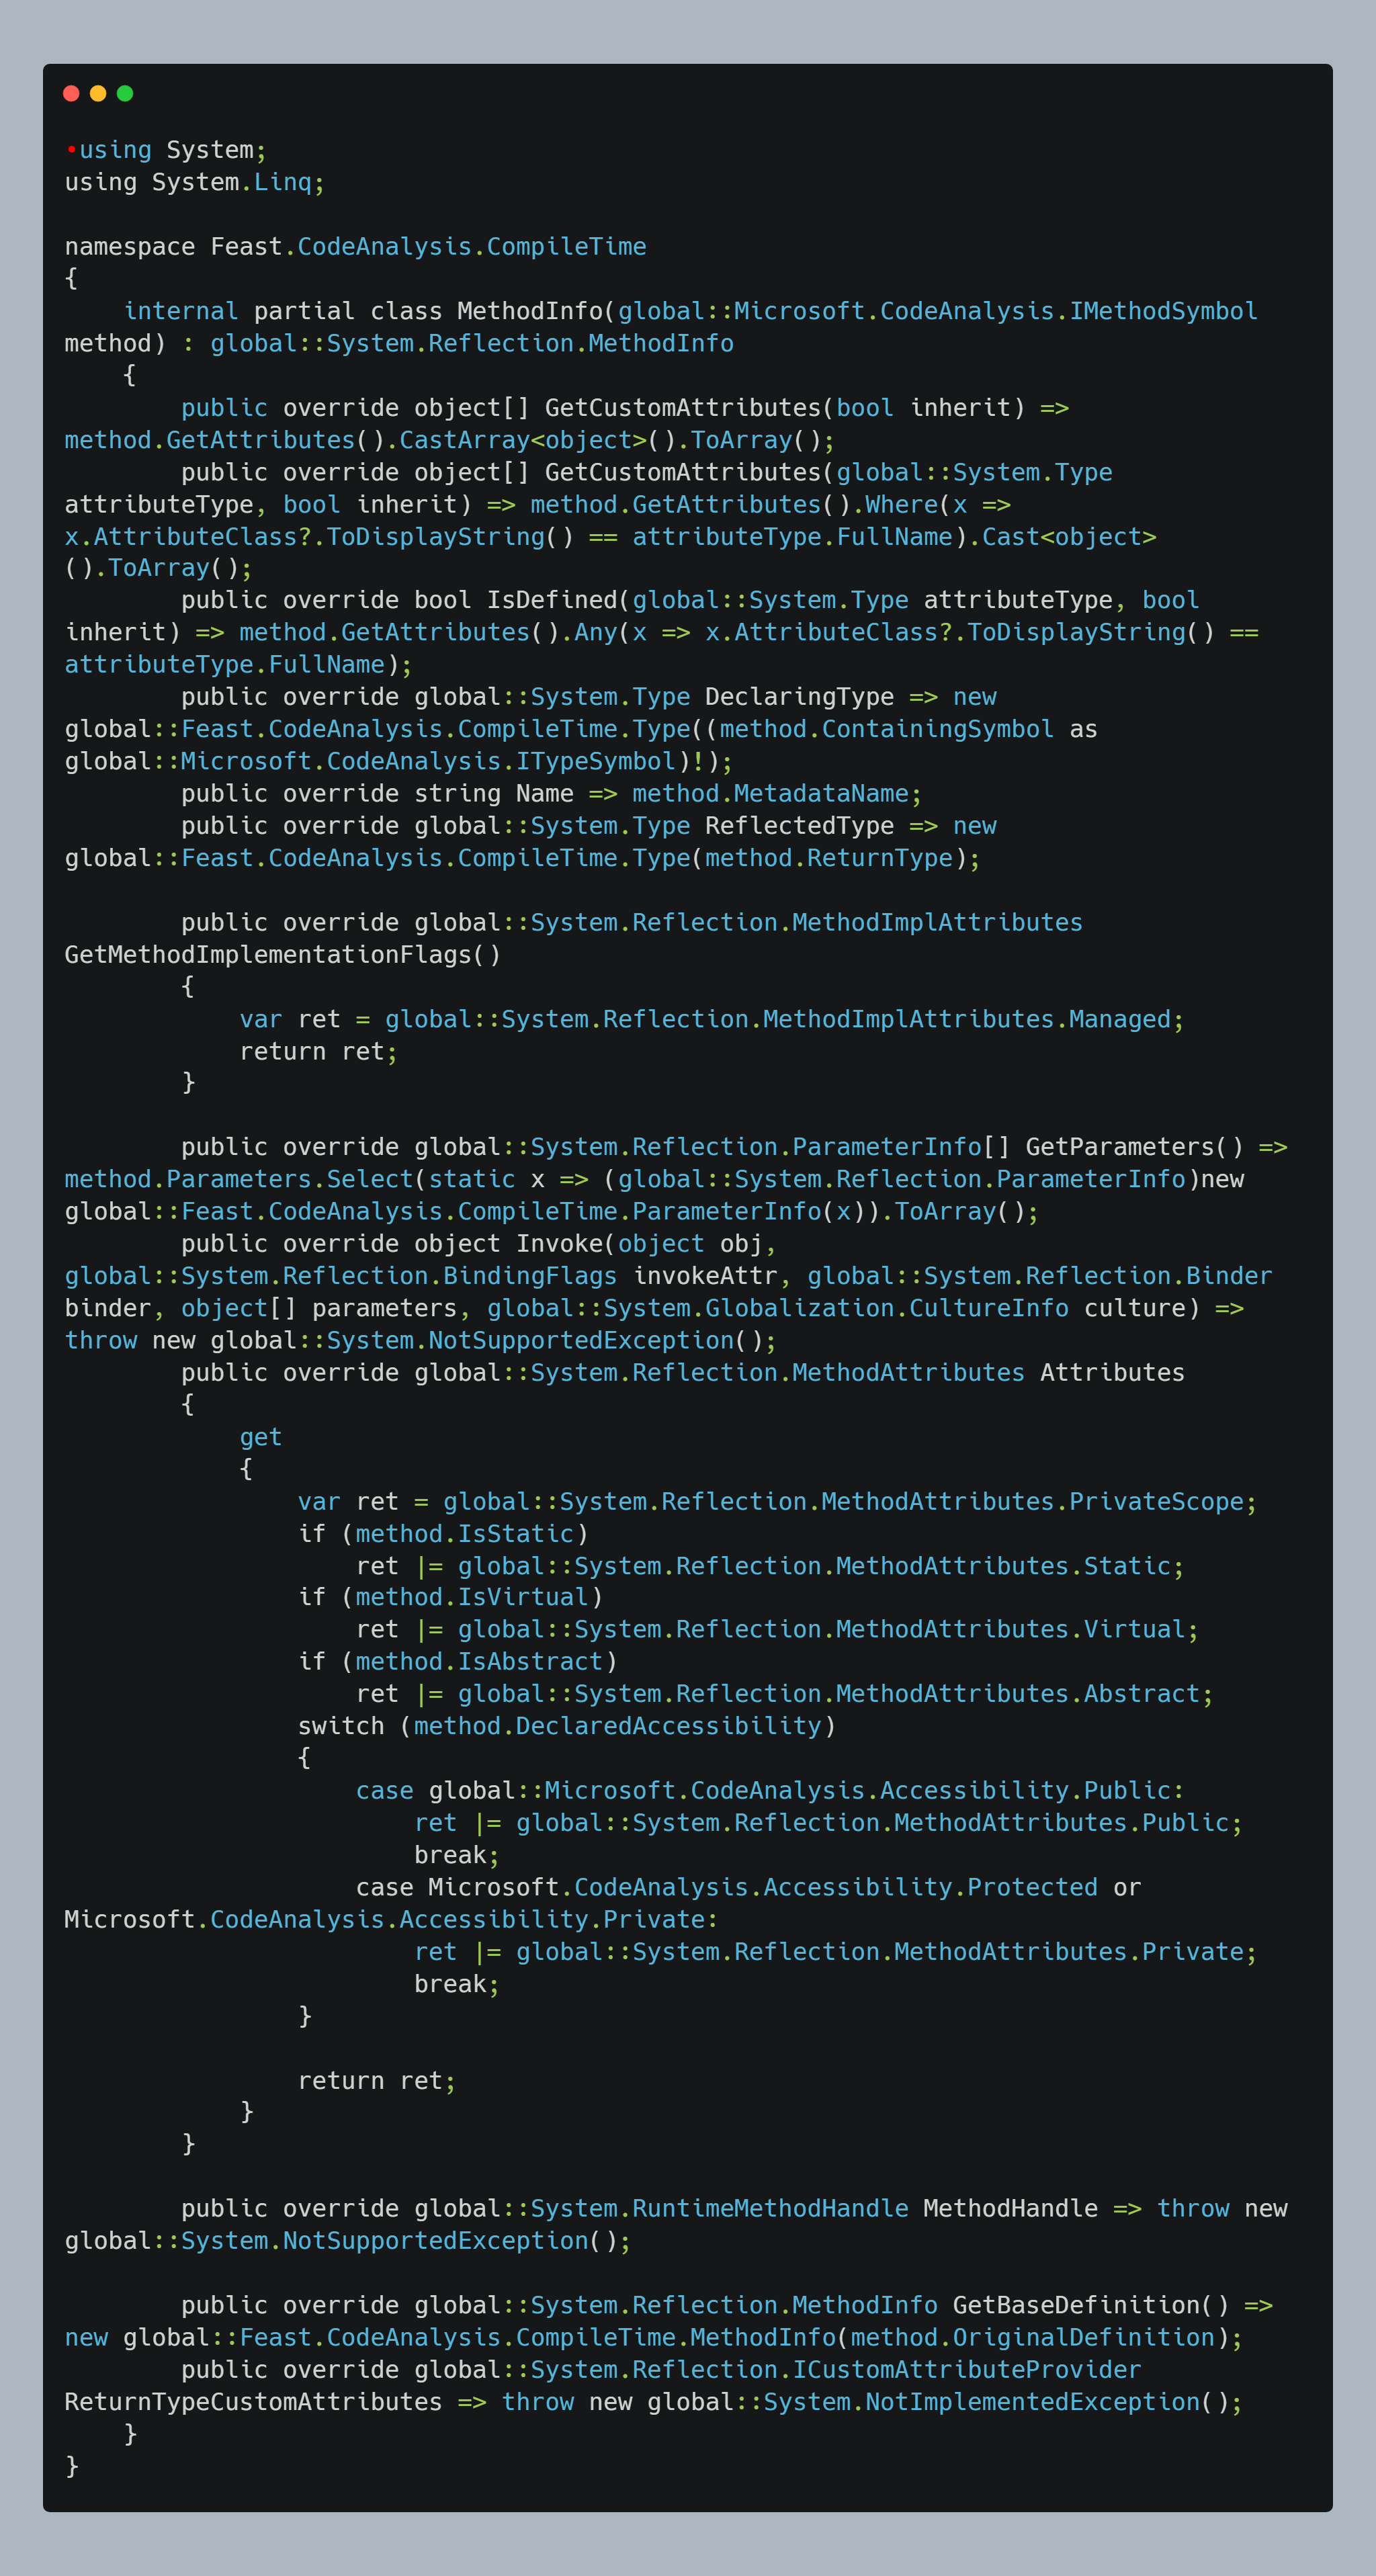 •using System;
using System.Linq;
namespace Feast.CodeAnalysis.CompileTime
{
    internal partial class MethodInfo(global::Microsoft.CodeAnalysis.IMethodSymbol
method) : global::System.Reflection.MethodInfo
    {
        public override object[] GetCustomAttributes(bool inherit) =>
method.GetAttributes().CastArray<object>().ToArray();
        public override object[] GetCustomAttributes(global::System.Type
attributeType, bool inherit) => method.GetAttributes().Where(x =>
x.AttributeClass?.ToDisplayString() == attributeType.FullName).Cast<object>
().ToArray();
        public override bool IsDefined(global::System.Type attributeType, bool
inherit) => method.GetAttributes().Any(x => x.AttributeClass?.ToDisplayString() ==
attributeType.FullName);
        public override global::System.Type DeclaringType => new
global::Feast.CodeAnalysis.CompileTime.Type((method.ContainingSymbol as
global::Microsoft.CodeAnalysis.ITypeSymbol)!);
        public override string Name => method.MetadataName;
        public override global::System.Type ReflectedType => new
global::Feast.CodeAnalysis.CompileTime.Type(method.ReturnType);
        public override global::System.Reflection.MethodImplAttributes
GetMethodImplementationFlags()
        {
            var ret = global::System.Reflection.MethodImplAttributes.Managed;
            return ret;
        }
        public override global::System.Reflection.ParameterInfo[] GetParameters() =>
method.Parameters.Select(static x => (global::System.Reflection.ParameterInfo)new
global::Feast.CodeAnalysis.CompileTime.ParameterInfo(x)).ToArray();
        public override object Invoke(object obj,
global::System.Reflection.BindingFlags invokeAttr, global::System.Reflection.Binder
binder, object[] parameters, global::System.Globalization.CultureInfo culture) =>
throw new global::System.NotSupportedException();
        public override global::System.Reflection.MethodAttributes Attributes
        {
            get
            {
                var ret = global::System.Reflection.MethodAttributes.PrivateScope;
                if (method.IsStatic)
                    ret |= global::System.Reflection.MethodAttributes.Static;
                if (method.IsVirtual)
                    ret |= global::System.Reflection.MethodAttributes.Virtual;
                if (method.IsAbstract)
                    ret |= global::System.Reflection.MethodAttributes.Abstract;
                switch (method.DeclaredAccessibility)
                {
                    case global::Microsoft.CodeAnalysis.Accessibility.Public:
                        ret |= global::System.Reflection.MethodAttributes.Public;
                        break;
                    case Microsoft.CodeAnalysis.Accessibility.Protected or
Microsoft.CodeAnalysis.Accessibility.Private:
                        ret |= global::System.Reflection.MethodAttributes.Private;
                        break;
                }
                return ret;
            }
        }
        public override global::System.RuntimeMethodHandle MethodHandle => throw new
global::System.NotSupportedException();
        public override global::System.Reflection.MethodInfo GetBaseDefinition() =>
new global::Feast.CodeAnalysis.CompileTime.MethodInfo(method.OriginalDefinition);
        public override global::System.Reflection.ICustomAttributeProvider
ReturnTypeCustomAttributes => throw new global::System.NotImplementedException();
    }
}